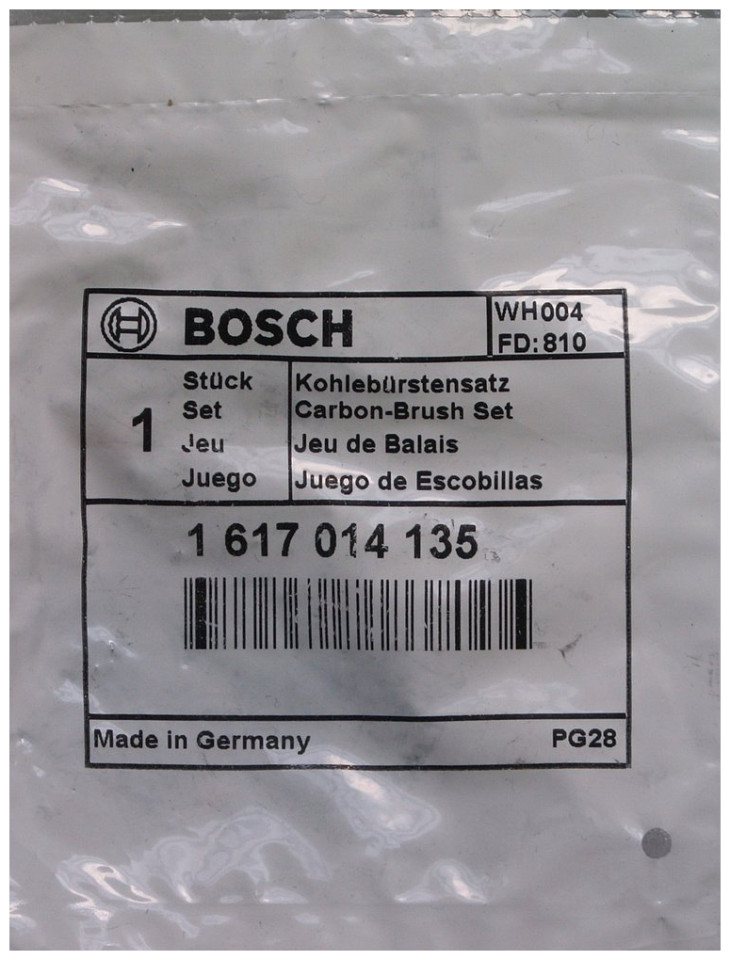 BOSCH
WH004
FD:810
1
Stück
Set
Jeu
Juego
Kohlebürstensatz
Carbon-Brush Set
Jeu de Balais
Juego de Escobillas
1 617 014 135
Made in Germany
PG28